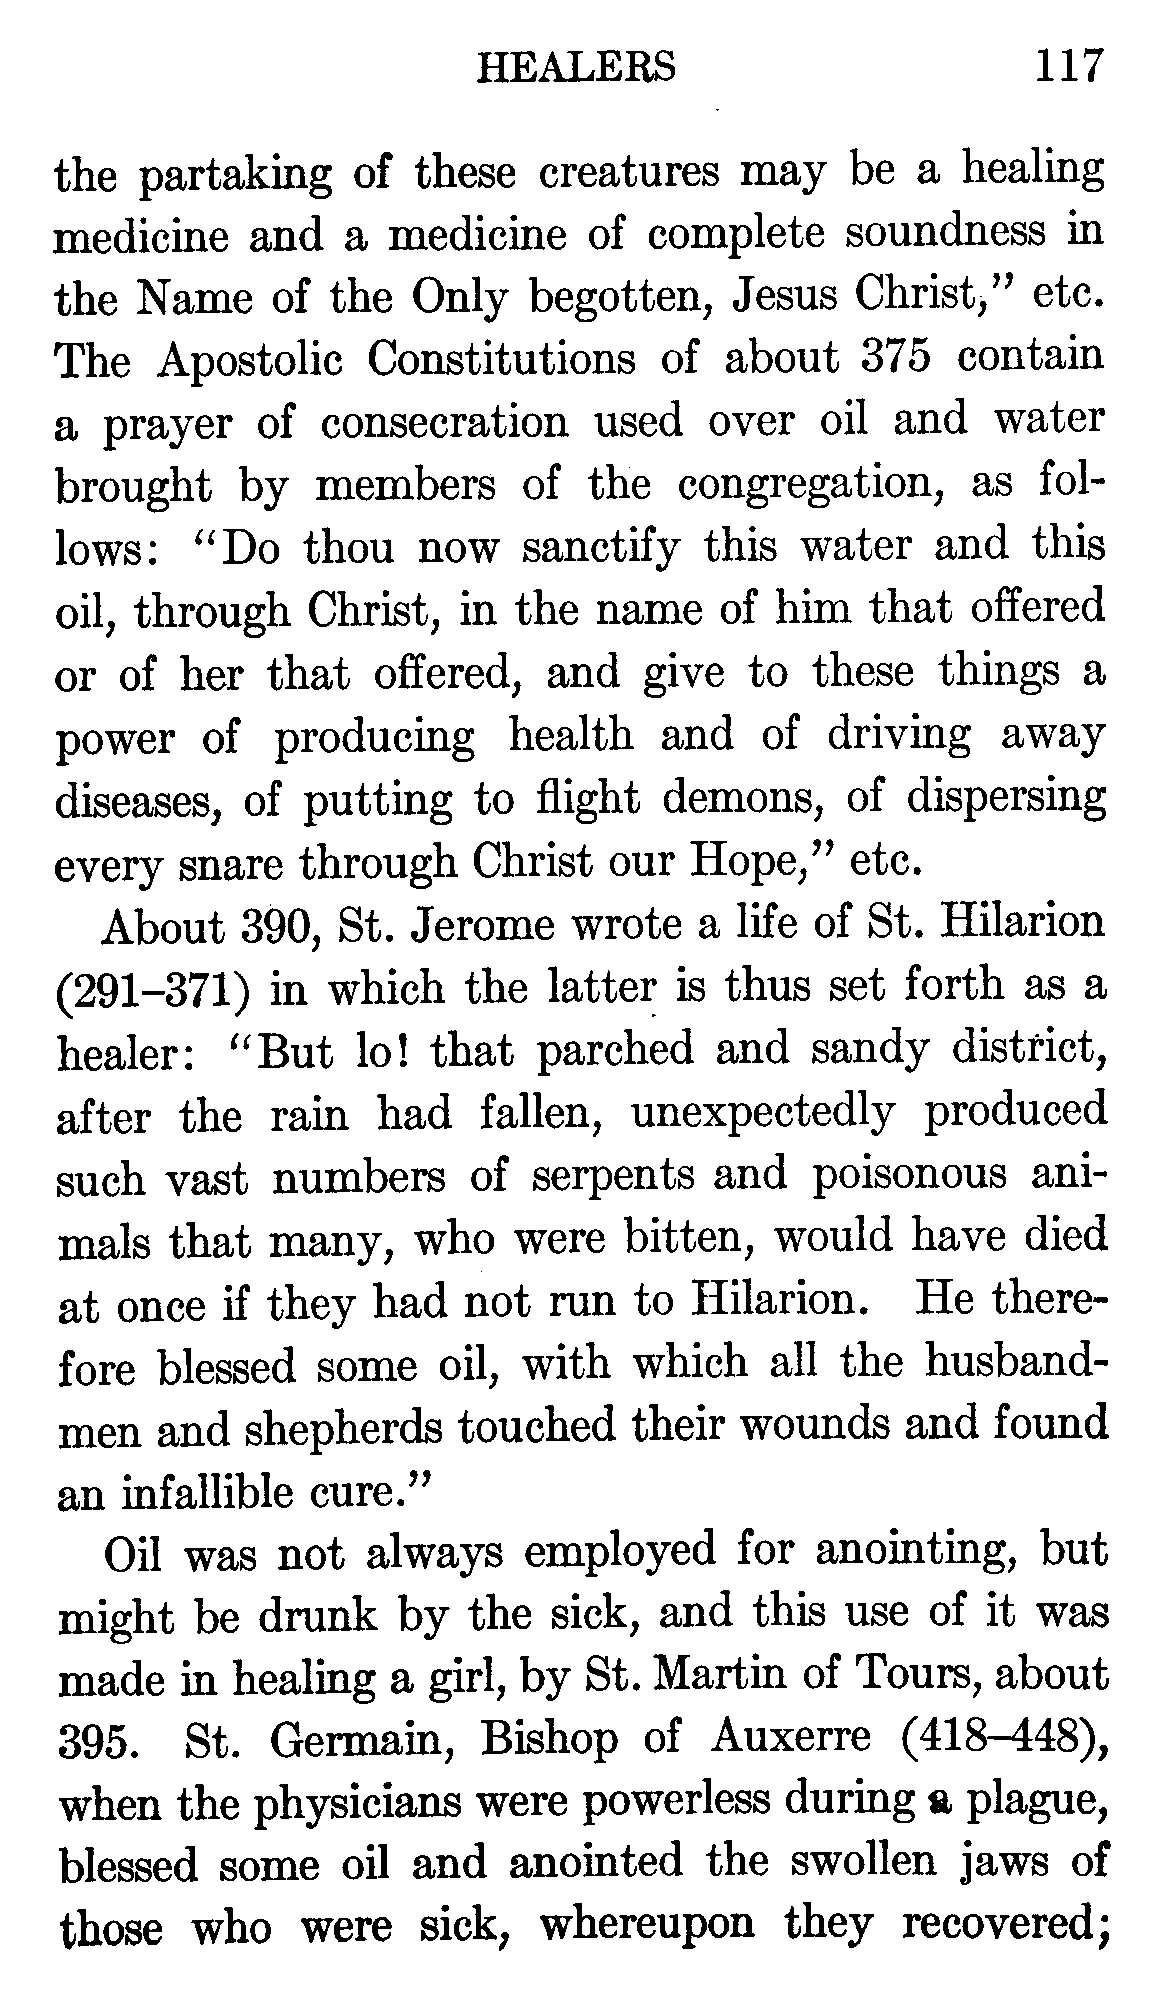 HEALERS 117
the partaking of these creatures may be a healing
medicine and a medicine of complete soundness in
the Name of the Only begotten, Jesus Christ,” etc.
The Apostolic Constitutions of about 375 contain
a prayer of consecration used over oil and water
brought by members of the congregation, as fol-
lows: “Do thou now sanctify this water and this
oil, through Christ, in the name of him that offered
or of her that offered, and give to these things a
power of producing health and of driving away
diseases, of putting to flight demons, of dispersing
every snare through Christ our Hope,” etc.
About 390, St. Jerome wrote a life of St. Hilarion
(291–371) in which the latter is thus set forth as a
healer: “But lo! that parched and sandy district,
after the rain had fallen, unexpectedly produced
such vast numbers of serpents and poisonous ani-
mals that many, who were bitten, would have died
at once if they had not run to Hilarion. He there-
fore blessed some oil, with which all the husband-
men and shepherds touched their wounds and found
an infallible cure.”
Oil was not always employed for anointing, but
might be drunk by the sick, and this use of it was
made in healing a girl, by St. Martin of Tours, about
395. St. Germain, Bishop of Auxerre (418–448),
when the physicians were powerless during a plague,
blessed some oil and anointed the swollen jaws of
those who were sick, whereupon they recovered;